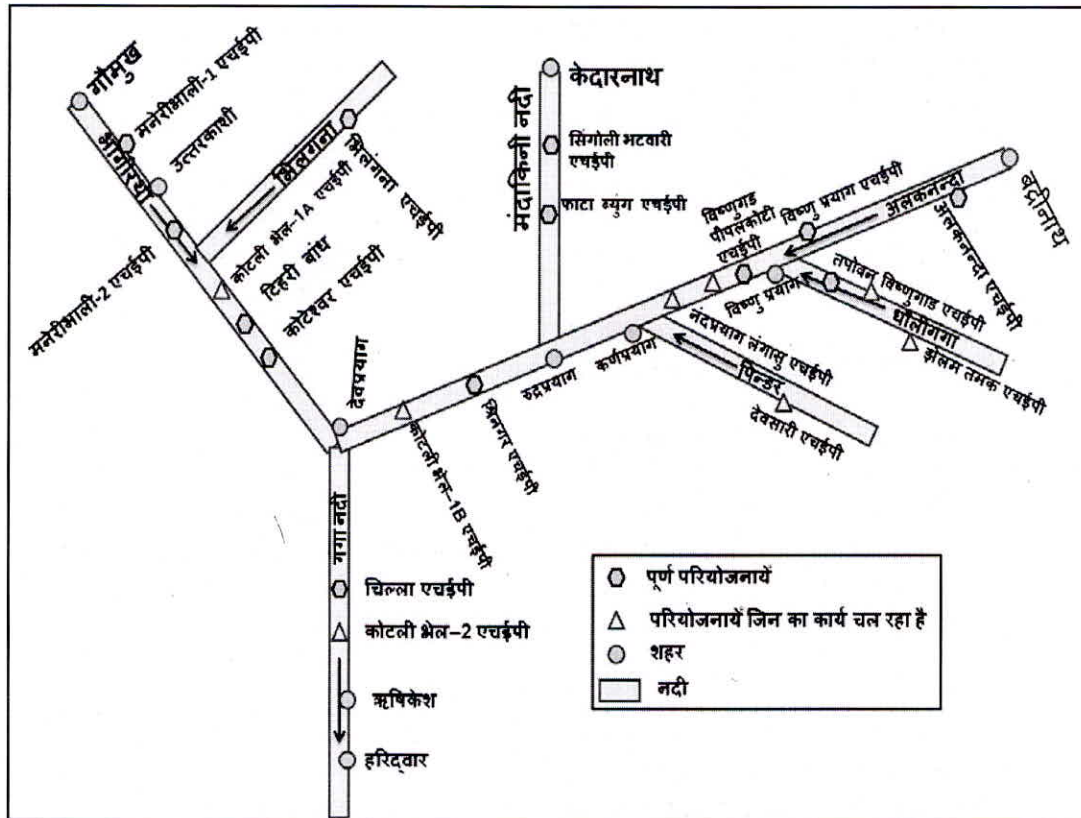 गौमुख
मनेरीभाली-1 एचईपी
उत्तरकाशी
भागीरथी
मनेरीभाली-2 एचईपी
भिलंगना
भिलंगना एचईपी
कोटली भेल-1A एचईपी
टिहरी बांध
कोटेश्वर एचईपी
देवप्रयाग
केदारनाथ
मंदाकिनी नदी
सिंगोली भटवारी
एचईपी
फाटा ब्युंग एचईपी
विष्णुगड
पीपलकोटी
एचईपी
विष्णु प्रयाग एचईपी
अलकनन्दा
बद्रीनाथ
अलकनन्दा एचईपी
तपोवन विष्णुगाड एचईपी
धौलीगंगा
झेलम तमक एचईपी
विष्णु प्रयाग
नंदप्रयाग लंगासु एचईपी
पिन्डर
देवसारी एचईपी
कर्णप्रयाग
रुद्रप्रयाग
श्रिनगर एचईपी
कोटली भेल-1B एचईपी
गंगा नदी
चिल्ला एचईपी
कोटली भेल-2 एचईपी
ऋषिकेश
हरिद्वार
पूर्ण परियोजनायें
परियोजनायें जिन का कार्य चल रहा है
शहर
नदी